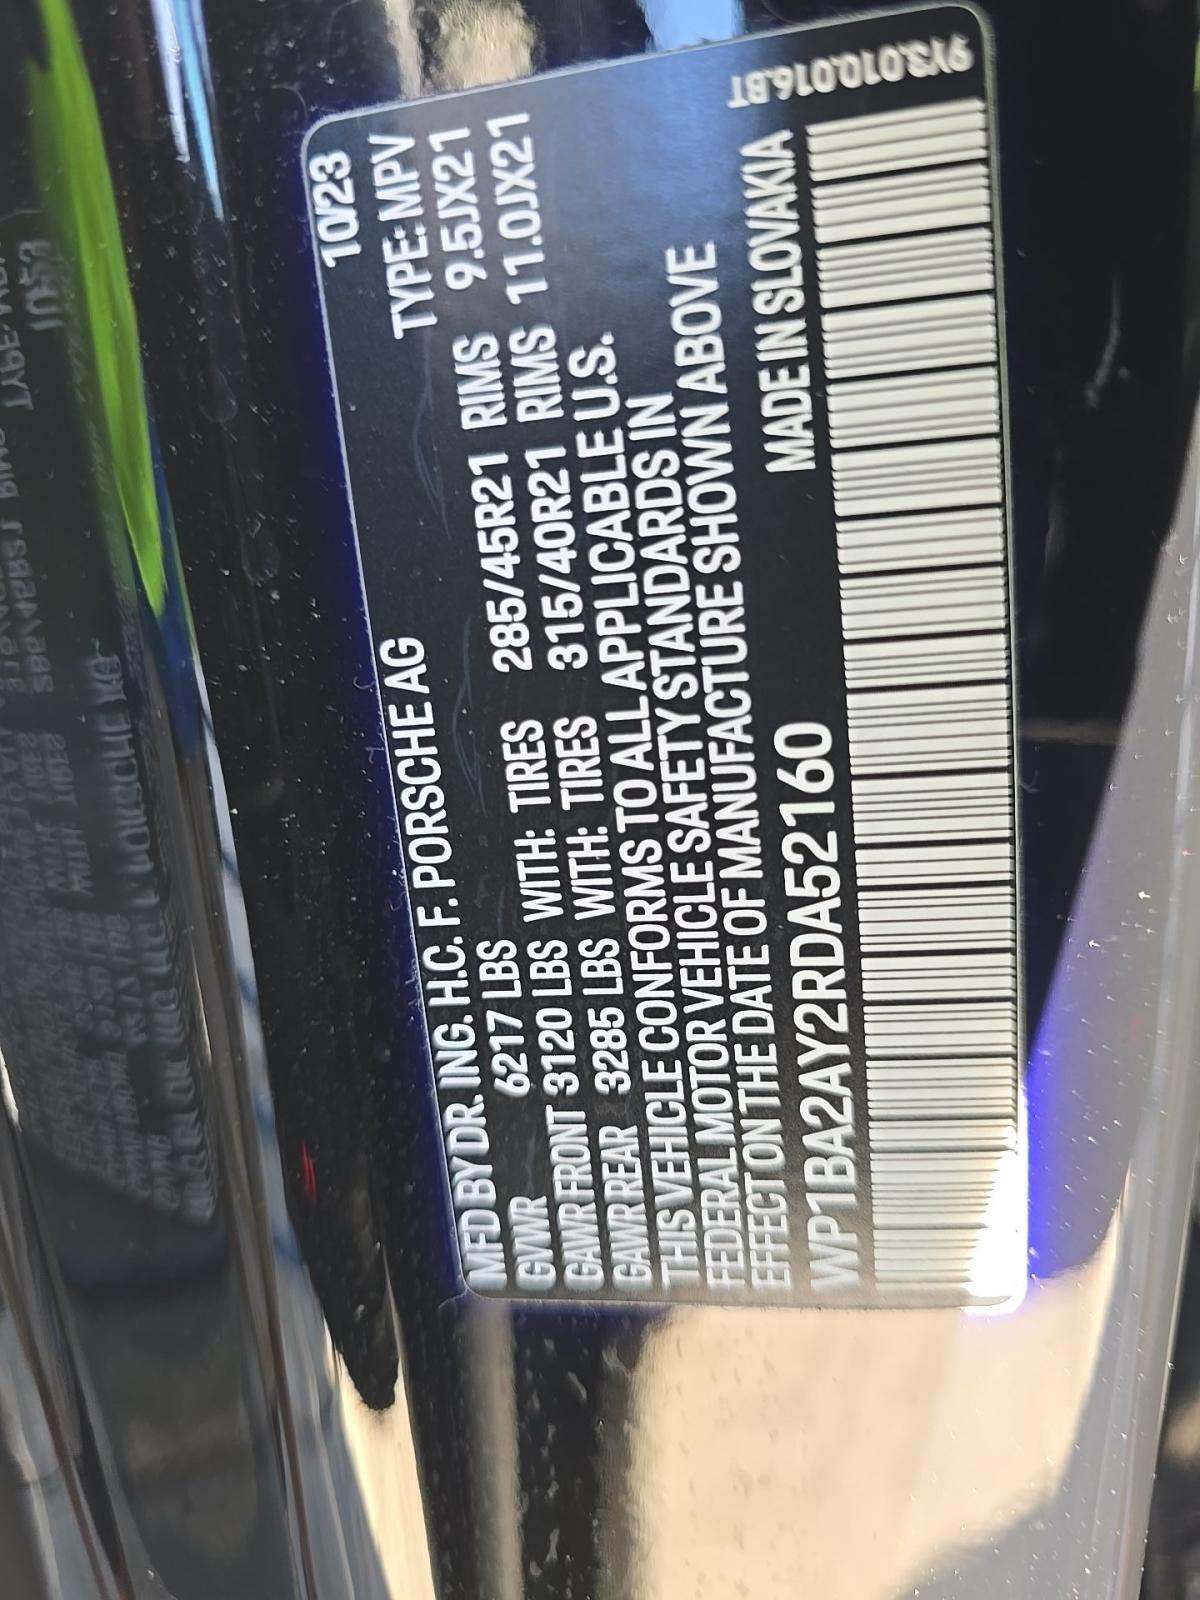 10/23
MFD BY DR. ING. H.C. F. PORSCHE AG TYPE: MPV
GVWR 6217 LBS
GAWR FRONT 3120 LBS WITH: TIRES 285/45R21 RIMS 9.5JX21
GAWR REAR 3285 LBS WITH: TIRES 315/40R21 RIMS 11.0JX21
THIS VEHICLE CONFORMS TO ALL APPLICABLE U.S.
FEDERAL MOTOR VEHICLE SAFETY STANDARDS IN
EFFECT ON THE DATE OF MANUFACTURE SHOWN ABOVE
WP1BA2AY2RDA52160 MADE IN SLOVAKIA
9Y3.010.016.BT